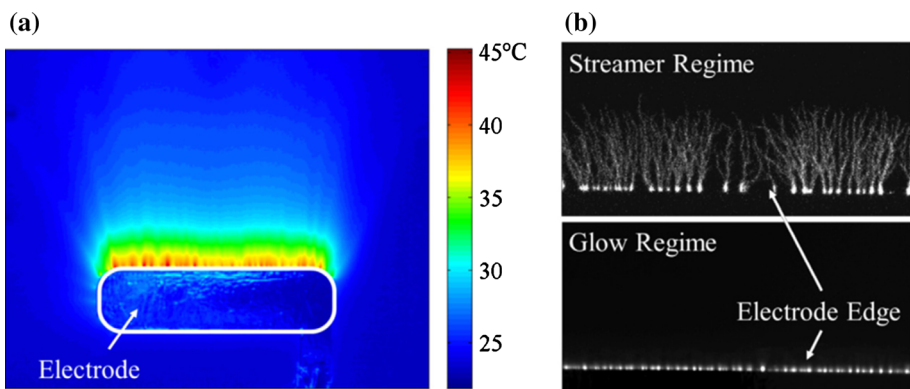 (a)
45°C
40
35
30
25
Electrode
(b)
Streamer Regime
Glow Regime
Electrode Edge